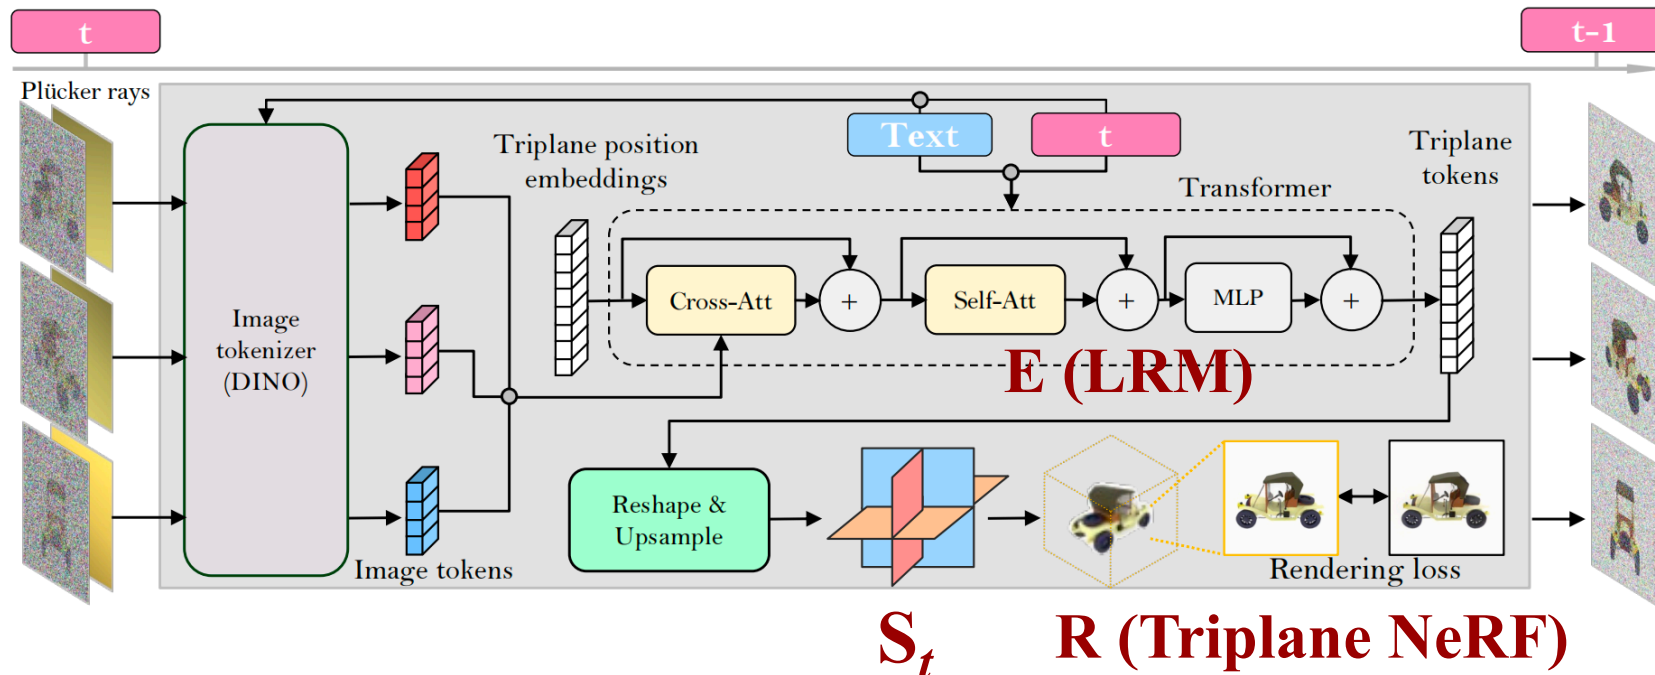 t
t-1
Plücker rays
Text
t
Triplane position
embeddings
Triplane
tokens
Transformer
Image
tokenizer
(DINO)
Cross-Att
+
Self-Att
+
MLP
+
E (LRM)
Reshape &
Upsample
Image tokens
Rendering loss
S_t
R (Triplane NeRF)